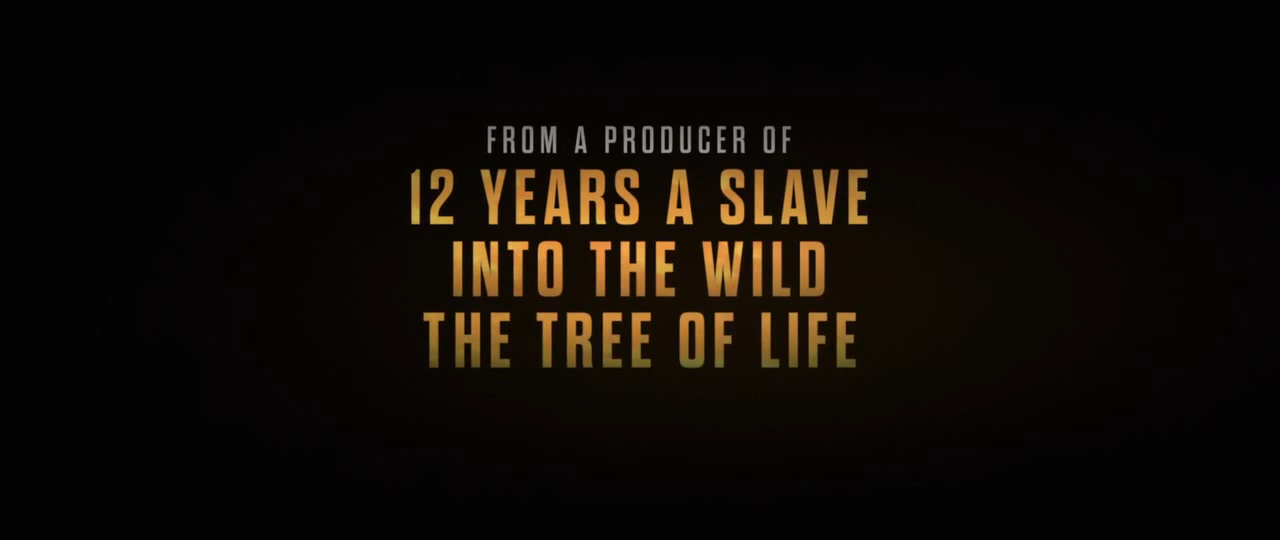 FROM A PRODUCER OF
12 YEARS A SLAVE
INTO THE WILD
THE TREE OF LIFE